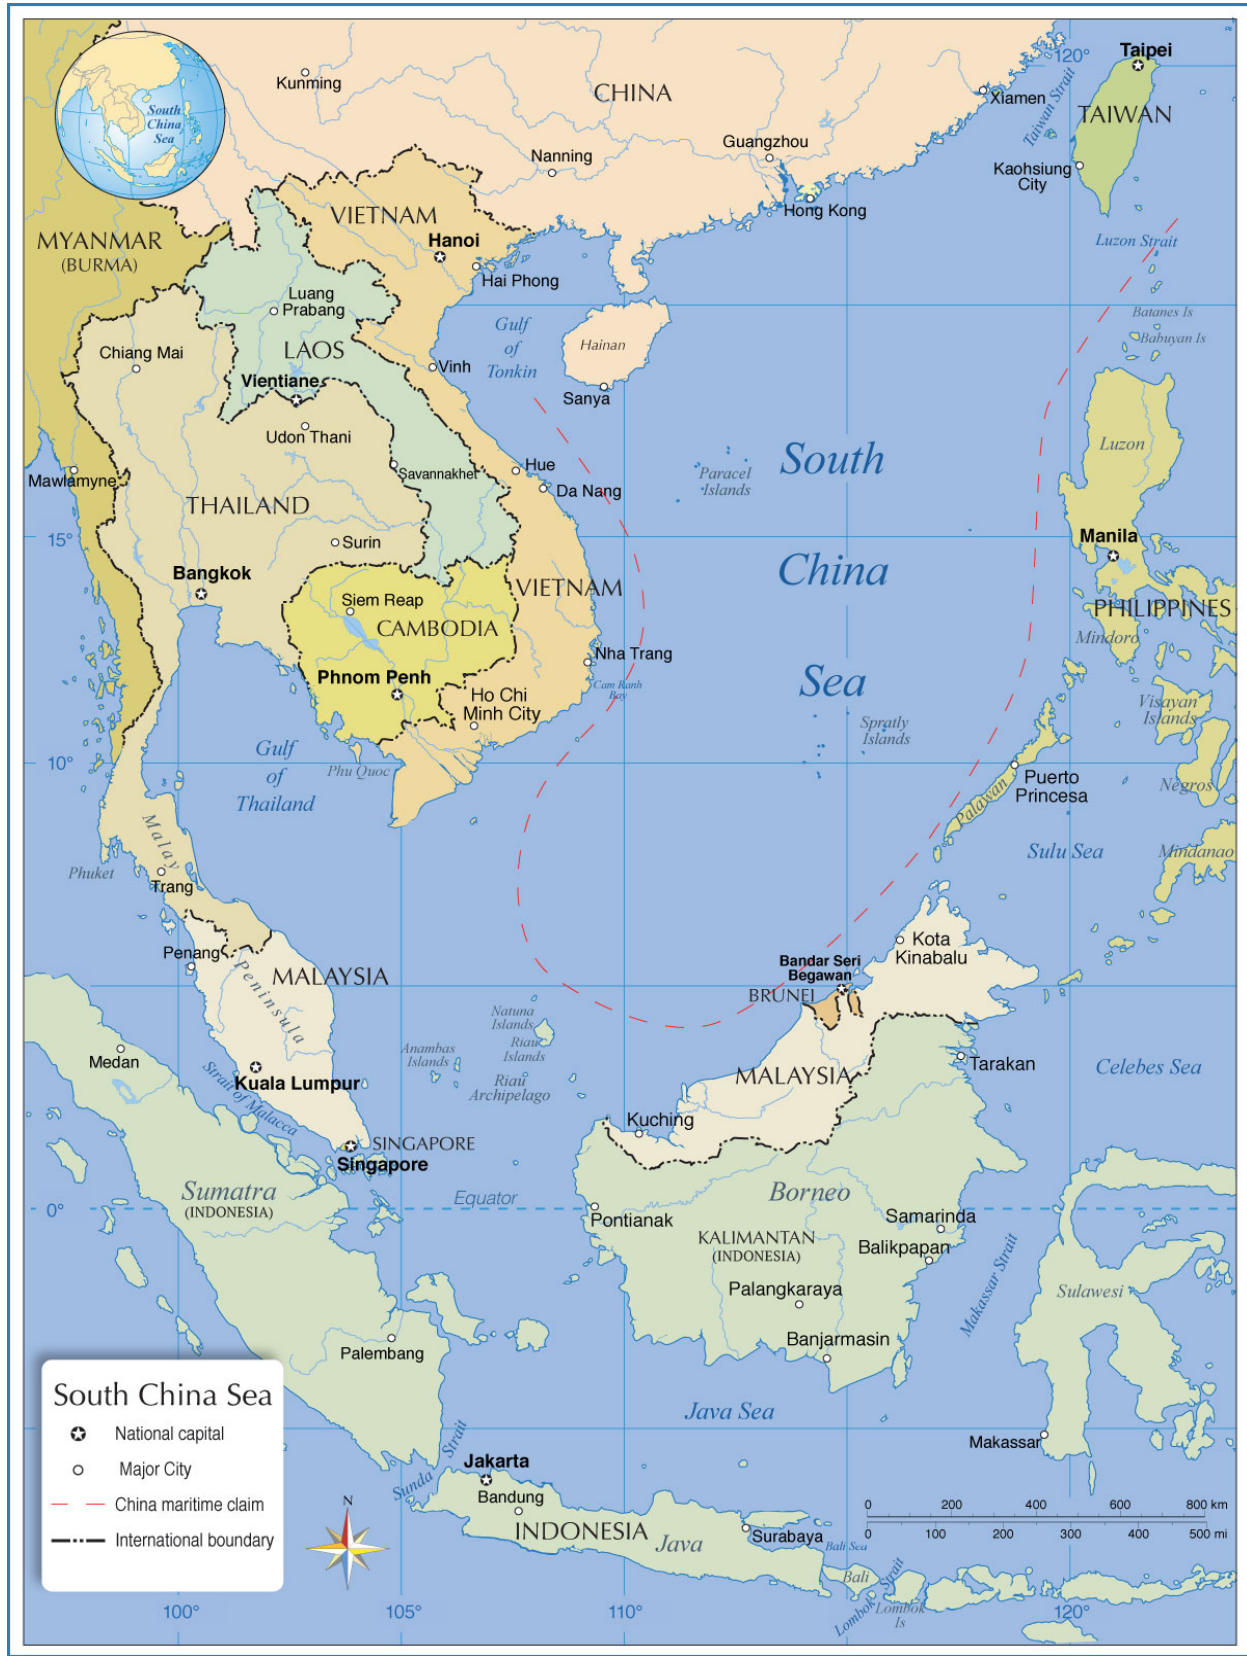 120°
Taipei
Kunming
CHINA
Xiamen
Taiwan Strait
TAIWAN
South
China
Sea
Guangzhou
Nanning
Kaohsiung
City
Hong Kong
VIETNAM
Hanoi
MYANMAR
(BURMA)
Luzon Strait
Hai Phong
Luang
Prabang
Batanes Is
Gulf
of
Tonkin
Babuyan Is
Hainan
Chiang Mai
LAOS
Vinh
Vientiane
Sanya
Udon Thani
Luzon
South
Hue
Savannakhet
Paracel
Islands
Mawlamyne
Da Nang
THAILAND
15°
Surin
Manila
Bangkok
China
VIETNAM
Siem Reap
PHILIPPINES
CAMBODIA
Mindoro
Nha Trang
Phnom Penh
Sea
Cam Ranh
Bay
Ho Chi
Minh City
Visayan
Islands
Spratly
Islands
10°
Gulf
of
Thailand
Phu Quoc
Puerto
Princesa
Negros
Palawan
Malay
Sulu Sea
Mindanao
Phuket
Trang
Kota
Kinabalu
Penang
Bandar Seri
Begawan
MALAYSIA
Peninsula
BRUNEI
Natuna
Islands
Riau
Islands
Anambas
Islands
Medan
Tarakan
Celebes Sea
Strait of Malacca
Kuala Lumpur
MALAYSIA
Riau
Archipelago
Kuching
SINGAPORE
Singapore
Sumatra
(INDONESIA)
Equator
Borneo
0°
Pontianak
Samarinda
KALIMANTAN
(INDONESIA)
Balikpapan
Makassar Strait
Palangkaraya
Sulawesi
Banjarmasin
Palembang
South China Sea
National capital
Major City
China maritime claim
International boundary
Java Sea
Sunda Strait
Makassar
Jakarta
Bandung
N
INDONESIA
Java
Surabaya
Bali Sea
0 200 400 600 800 km
0 100 200 300 400 500 mi
Bali
Lombok Strait
Lombok
Is
100° 105° 110° 120°